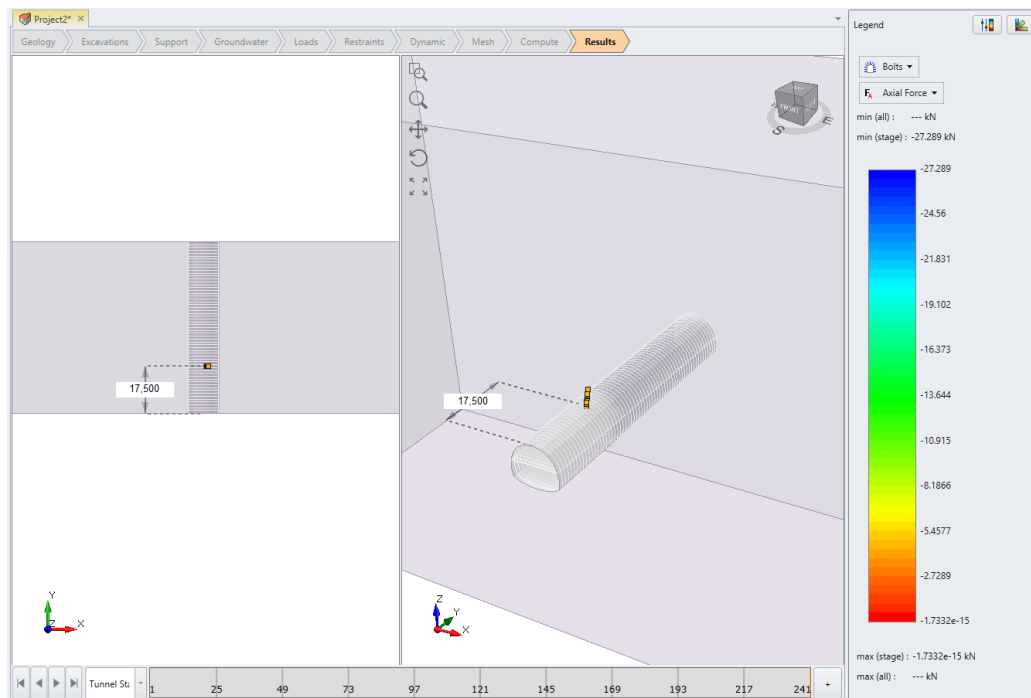 Project2*
Geology Excavations Support Groundwater Loads Restraints Dynamic Mesh Compute Results
17,500
Y
Z X
FRONT
S E
17,500
Z
Y
X
Tunnel Sta
1 25 49 73 97 121 145 169 193 217 241 +
Legend
Bolts
FA Axial Force
min (all) : --- kN
min (stage) : -27.289 kN
-27.289
-24.56
-21.831
-19.102
-16.373
-13.644
-10.915
-8.1866
-5.4577
-2.7289
-1.7332e-15
max (stage) : -1.7332e-15 kN
max (all) : --- kN